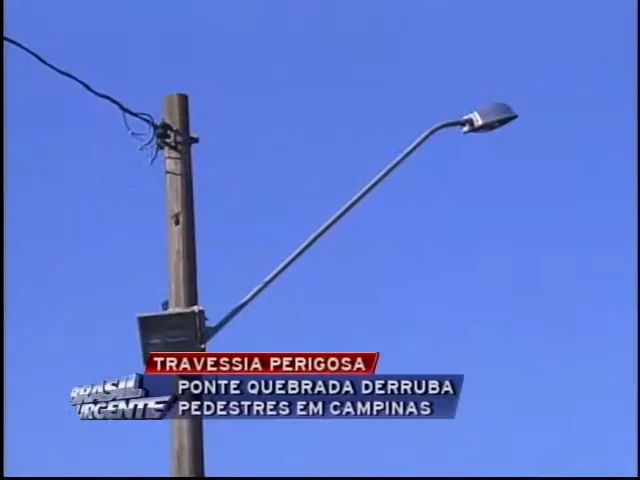 TRAVESSIA PERIGOSA
PONTE QUEBRADA DERRUBA
PEDESTRES EM CAMPINAS
BRASIL
URGENTE